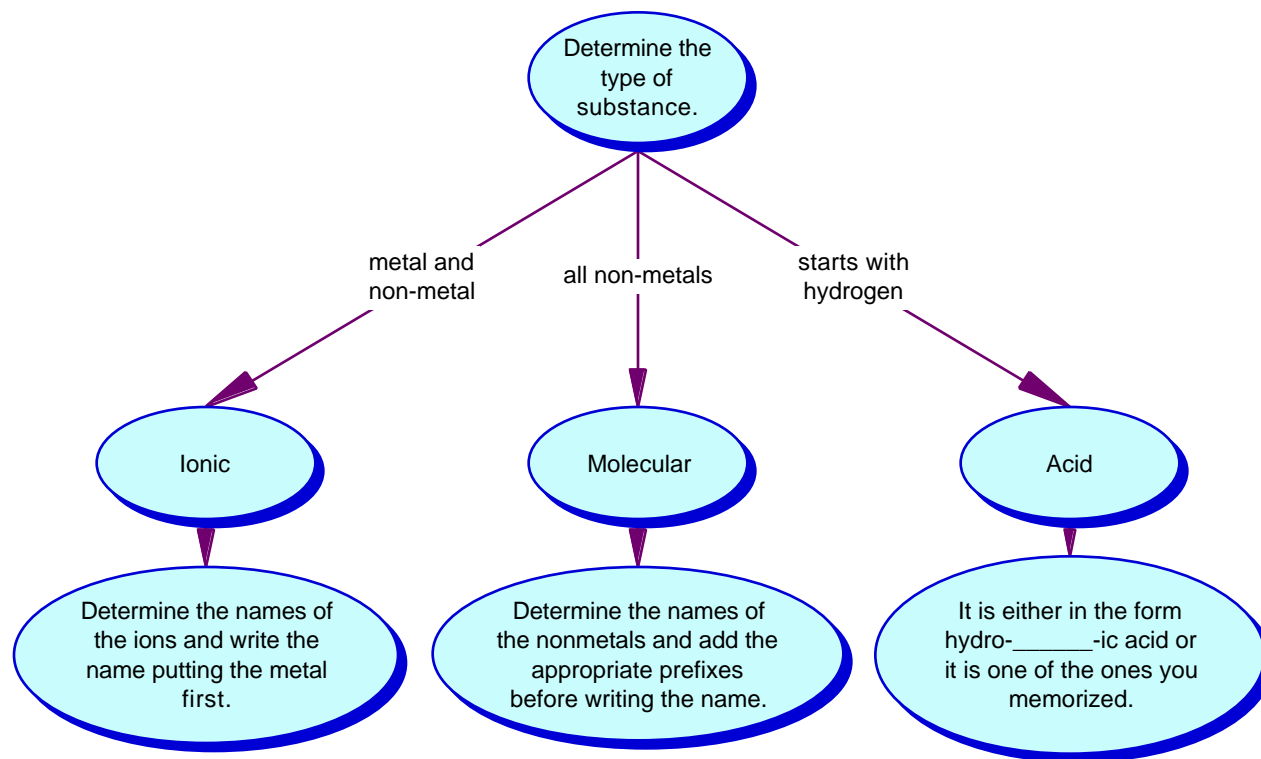 Determine the
type of
substance.
metal and
non-metal
all non-metals
starts with
hydrogen
Ionic
Molecular
Acid
Determine the names of
the ions and write the
name putting the metal
first.
Determine the names of
the nonmetals and add the
appropriate prefixes
before writing the name.
It is either in the form
hydro-______-ic acid or
it is one of the ones you
memorized.